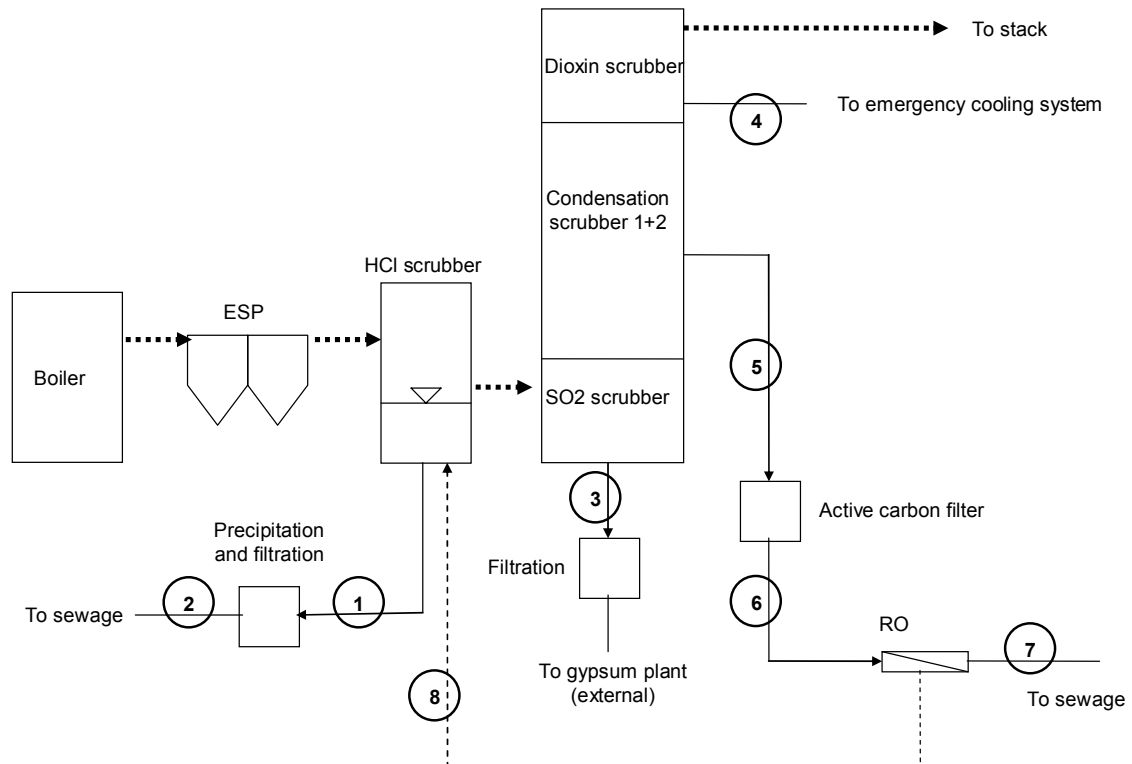 Dioxin scrubber
To stack
4
To emergency cooling system
Condensation
scrubber 1+2
HCl scrubber
ESP
Boiler
SO2 scrubber
5
3
Active carbon filter
Precipitation
and filtration
Filtration
To sewage
2
1
6
RO
7
To gypsum plant
(external)
8
To sewage